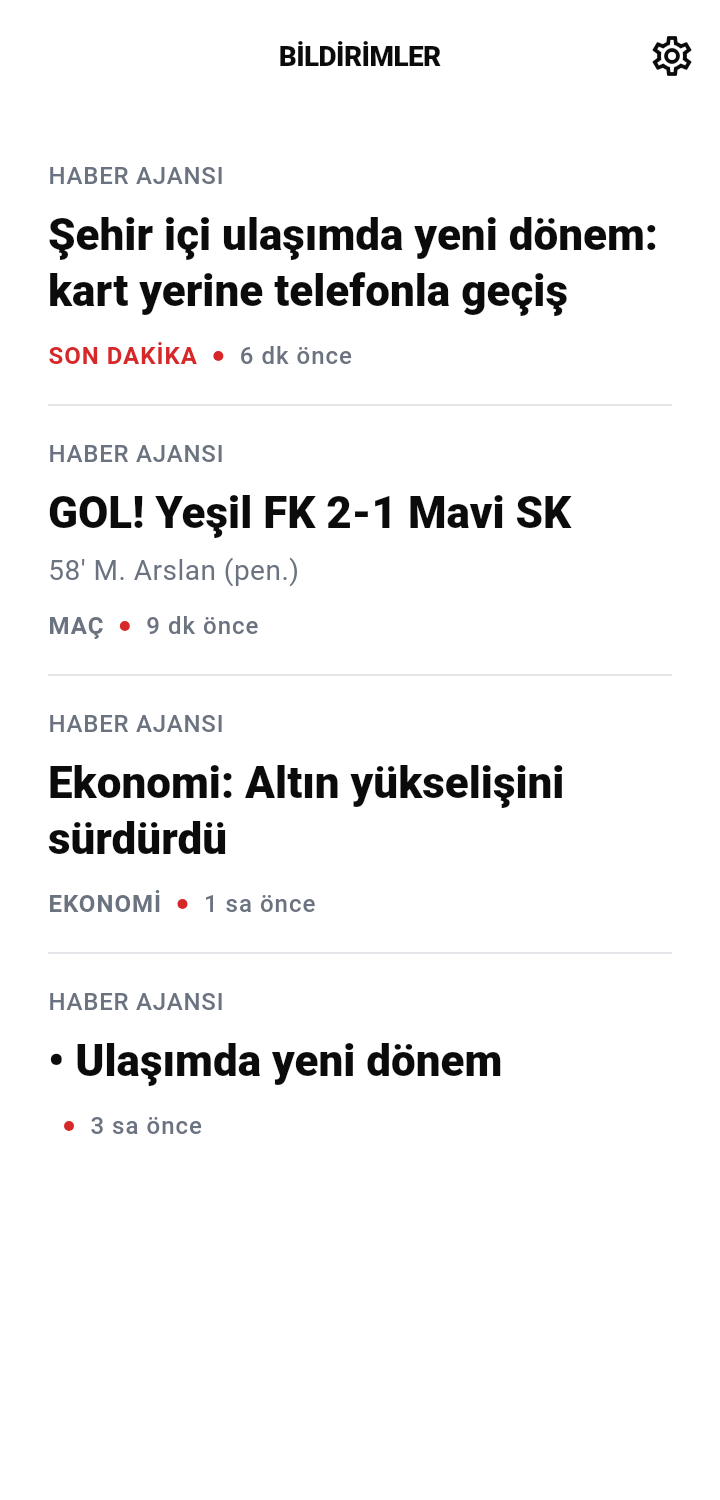 BİLDİRİMLER
HABER AJANSI
Şehir içi ulaşımda yeni dönem:
kart yerine telefonla geçiş
SON DAKİKA • 6 dk önce
HABER AJANSI
GOL! Yeşil FK 2-1 Mavi SK
58' M. Arslan (pen.)
MAÇ • 9 dk önce
HABER AJANSI
Ekonomi: Altın yükselişini
sürdürdü
EKONOMİ • 1 sa önce
HABER AJANSI
• Ulaşımda yeni dönem
• 3 sa önce